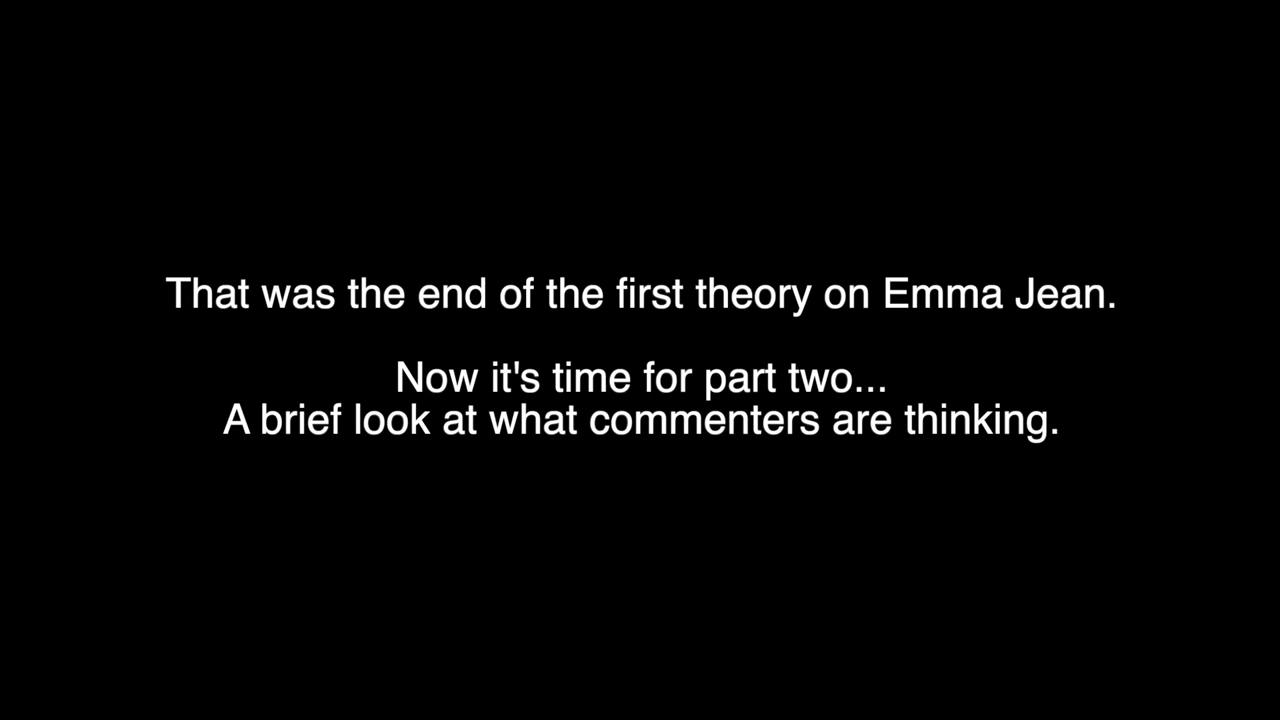 That was the end of the first theory on Emma Jean.
Now it's time for part two...
A brief look at what commenters are thinking.